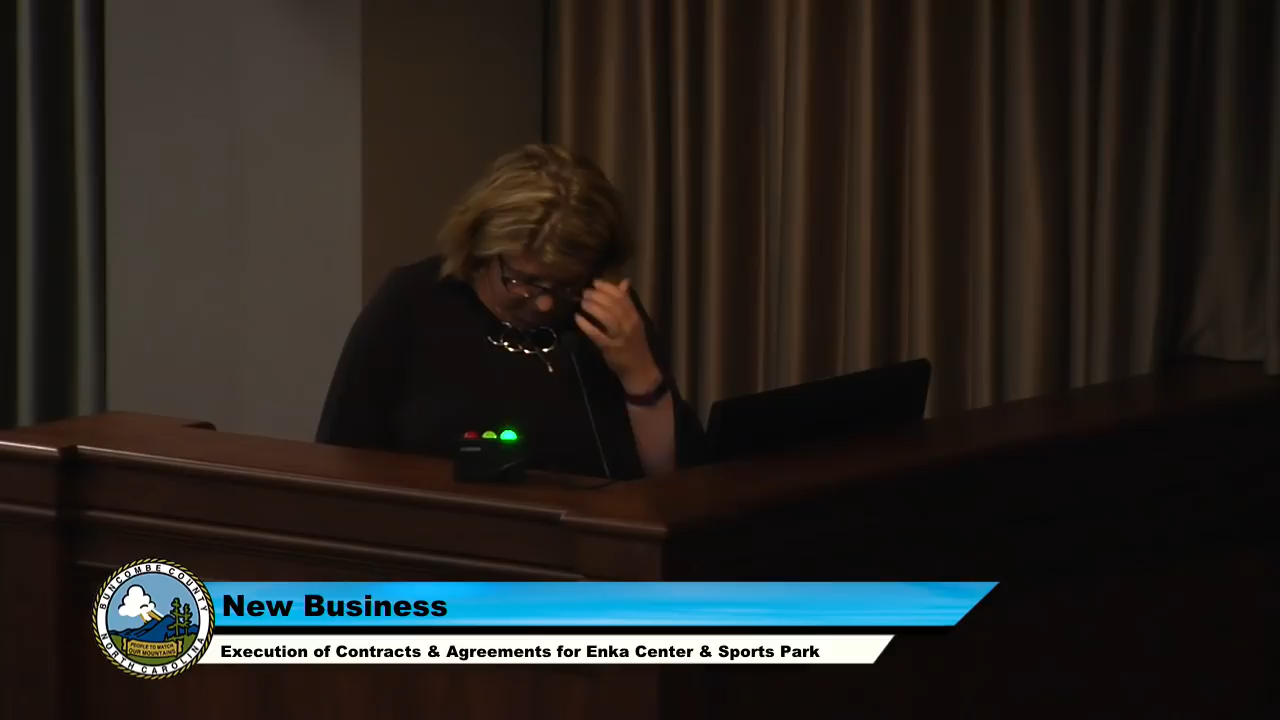 New Business
Execution of Contracts & Agreements for Enka Center & Sports Park
BUNCOMBE COUNTY
PEOPLE TO MATCH
OUR MOUNTAINS
NORTH CAROLINA